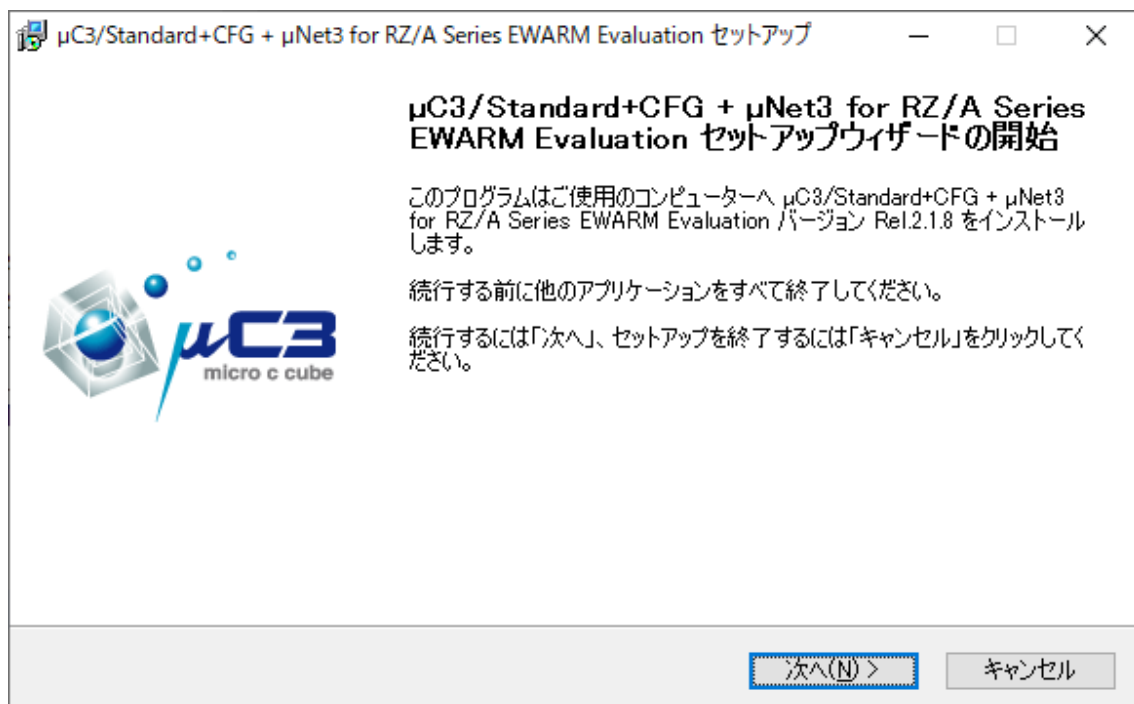 µC3/Standard+CFG + µNet3 for RZ/A Series EWARM Evaluation セットアップ
µC3/Standard+CFG + µNet3 for RZ/A Series
EWARM Evaluation セットアップウィザードの開始
このプログラムはご使用のコンピューターへ µC3/Standard+CFG + µNet3
for RZ/A Series EWARM Evaluation バージョン Rel.2.1.8 をインストール
します。
続行する前に他のアプリケーションをすべて終了してください。
続行するには「次へ」、セットアップを終了するには「キャンセル」をクリックしてく
ださい。
µC3
micro c cube
次へ(N) >
キャンセル